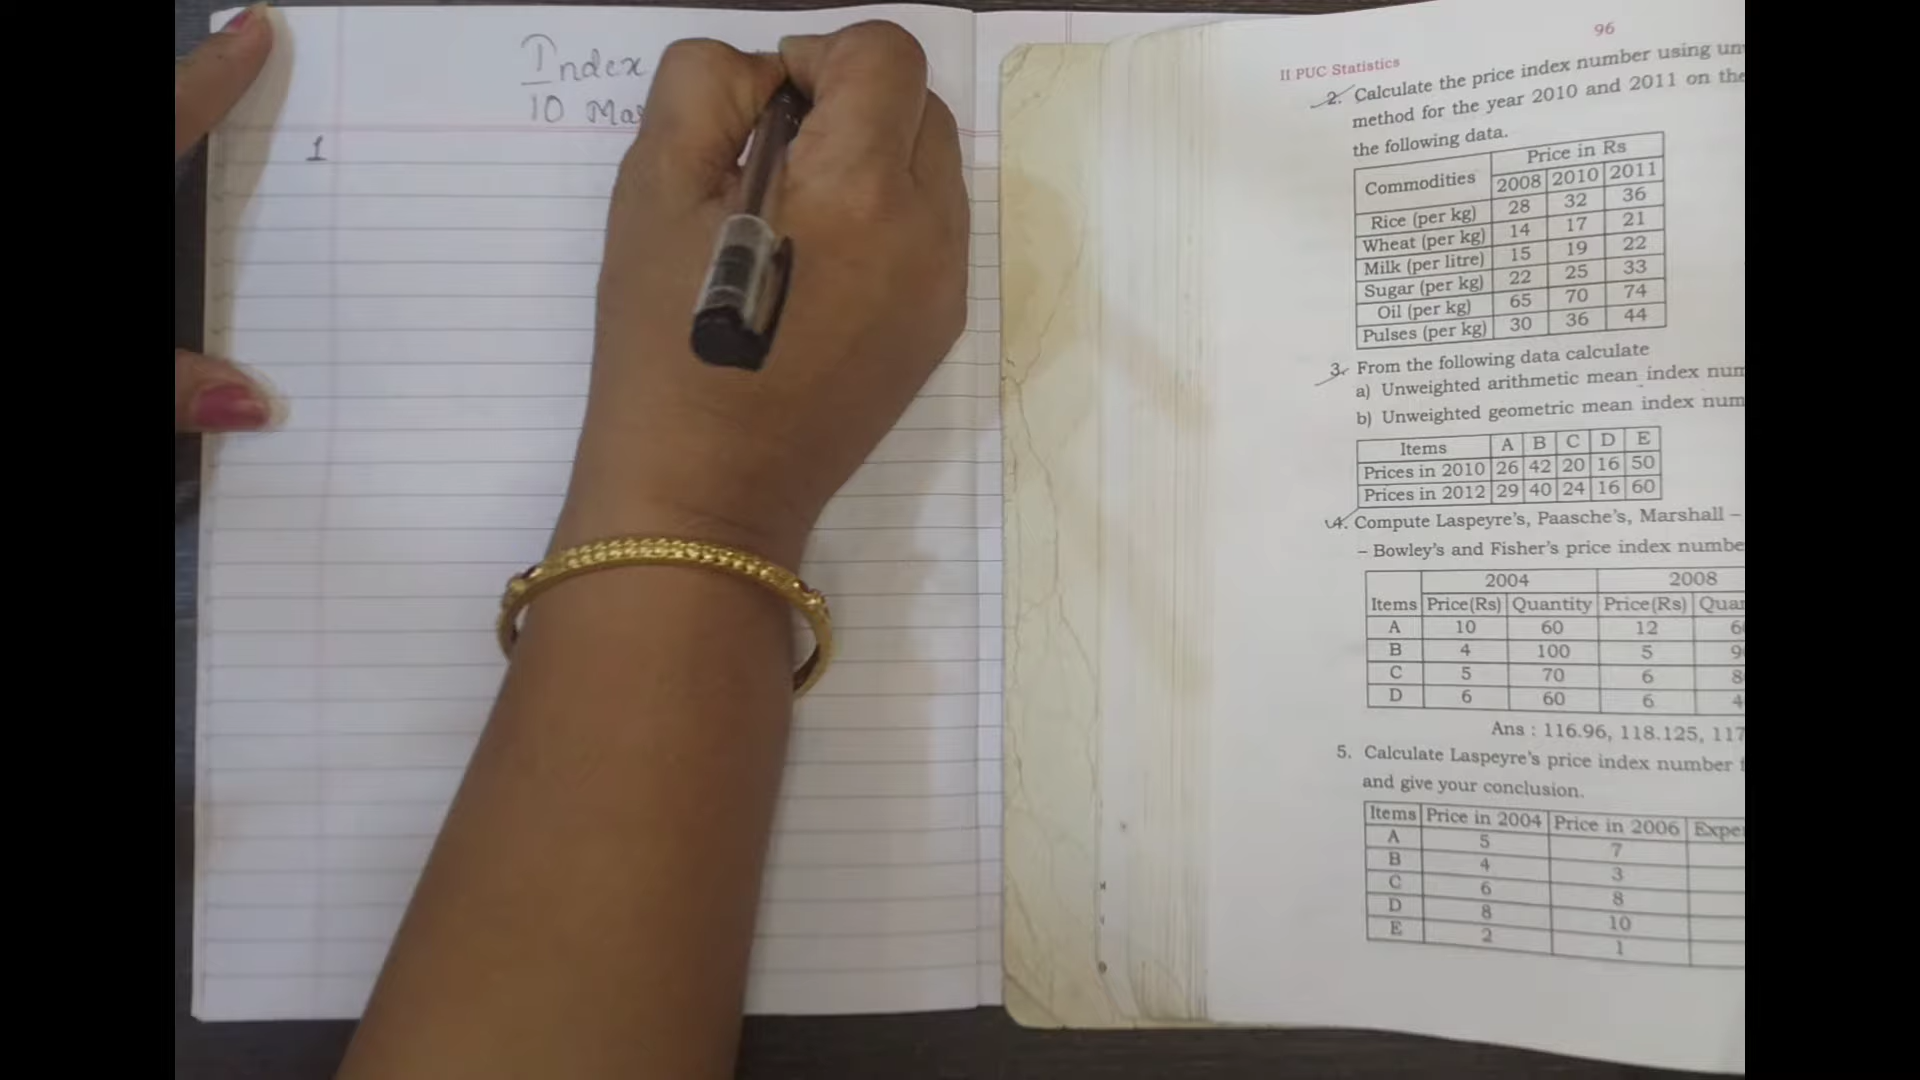 Index
10
1
96
II PUC Statistics
2. Calculate the price index number using
method for the year 2010 and 2011 on the
the following data.
Commodities Price in Rs
2008 2010 2011
Rice (per kg) 28 32 36
Wheat (per kg) 14 17 21
Milk (per litre) 15 19 22
Sugar (per kg) 22 25 33
Oil (per kg) 65 70 74
Pulses (per kg) 30 36 44
3. From the following data calculate
a) Unweighted arithmetic mean index
b) Unweighted geometric mean index
Items A B C D E
Prices in 2010 26 42 20 16 50
Prices in 2012 29 40 24 16 60
4. Compute Laspeyre's, Paasche's, Marshall –
– Bowley's and Fisher's price index
2004 2008
Items Price(Rs) Quantity Price(Rs)
A 10 60 12
B 4 100 5
C 5 70 6
D 6 60 6
Ans : 116.96, 118.125,
5. Calculate Laspeyre's price index number
and give your conclusion.
Items Price in 2004 Price in 2006
A 5 7
B 4 3
C 6 8
D 8 10
E 2 1